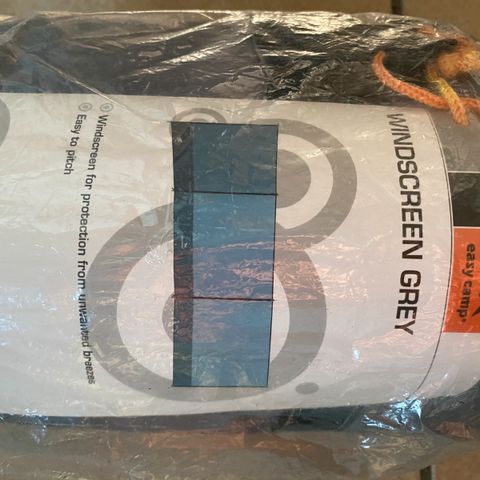 easy camp®
WINDSCREEN GREY
Windscreen for protection from unwanted breezes
Easy to pitch